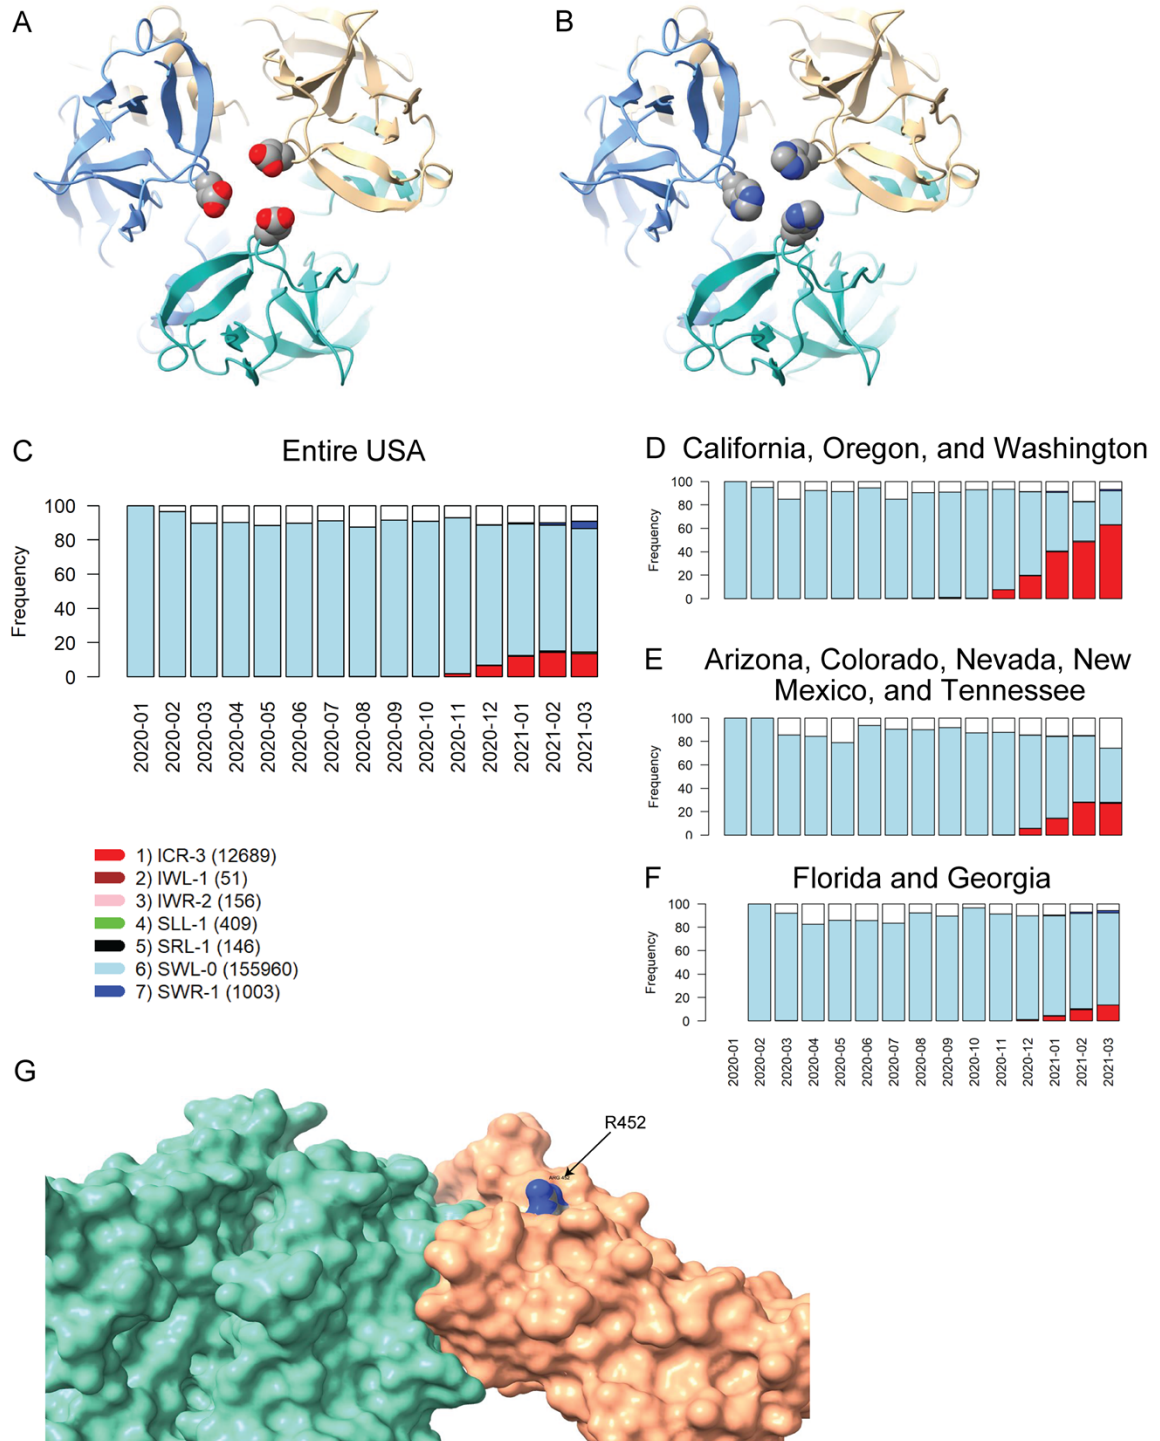 A
B
C
Entire USA
Frequency
100
80
60
40
20
0
2020-01
2020-02
2020-03
2020-04
2020-05
2020-06
2020-07
2020-08
2020-09
2020-10
2020-11
2020-12
2021-01
2021-02
2021-03
1) ICR-3 (12689)
2) IWL-1 (51)
3) IWR-2 (156)
4) SLL-1 (409)
5) SRL-1 (146)
6) SWL-0 (155960)
7) SWR-1 (1003)
D California, Oregon, and Washington
Frequency
100
80
60
40
20
0
E Arizona, Colorado, Nevada, New
Mexico, and Tennessee
Frequency
100
80
60
40
20
0
F Florida and Georgia
Frequency
100
80
60
40
20
0
2020-01
2020-02
2020-03
2020-04
2020-05
2020-06
2020-07
2020-08
2020-09
2020-10
2020-11
2020-12
2021-01
2021-02
2021-03
G
R452
ARG 452